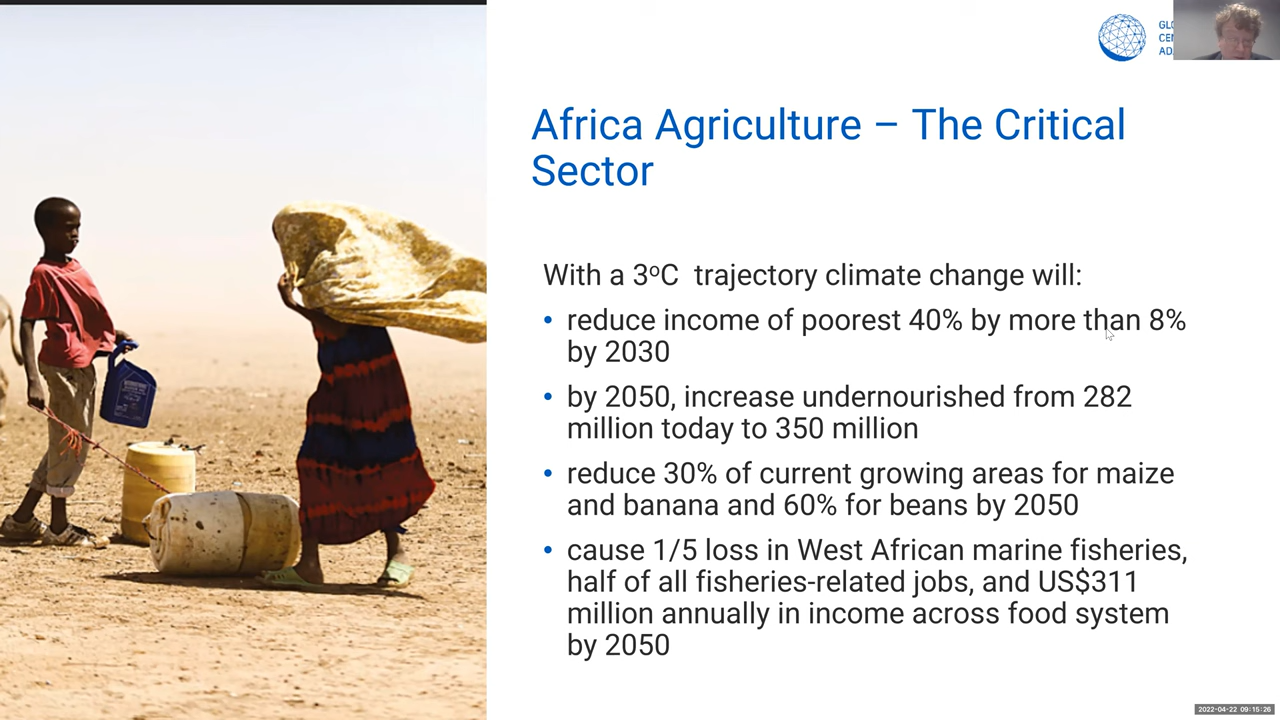 Africa Agriculture – The Critical
Sector
With a 3ºC trajectory climate change will:
• reduce income of poorest 40% by more than 8%
by 2030
• by 2050, increase undernourished from 282
million today to 350 million
• reduce 30% of current growing areas for maize
and banana and 60% for beans by 2050
• cause 1/5 loss in West African marine fisheries,
half of all fisheries-related jobs, and US$311
million annually in income across food system
by 2050
2022-04-22 09:15:26